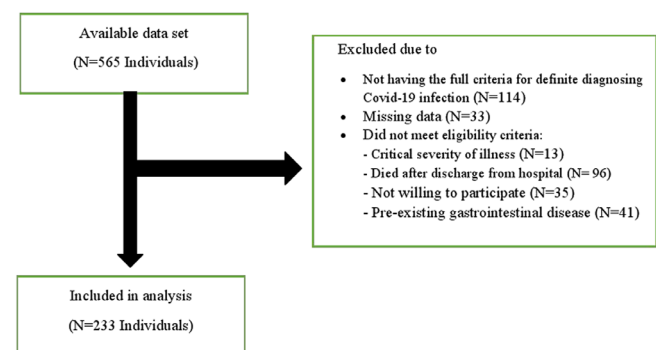 Available data set
(N=565 Individuals)
Excluded due to
• Not having the full criteria for definite diagnosing
Covid-19 infection (N=114)
• Missing data (N=33)
• Did not meet eligibility criteria:
- Critical severity of illness (N=13)
- Died after discharge from hospital (N= 96)
- Not willing to participate (N=35)
- Pre-existing gastrointestinal disease (N=41)
Included in analysis
(N=233 Individuals)